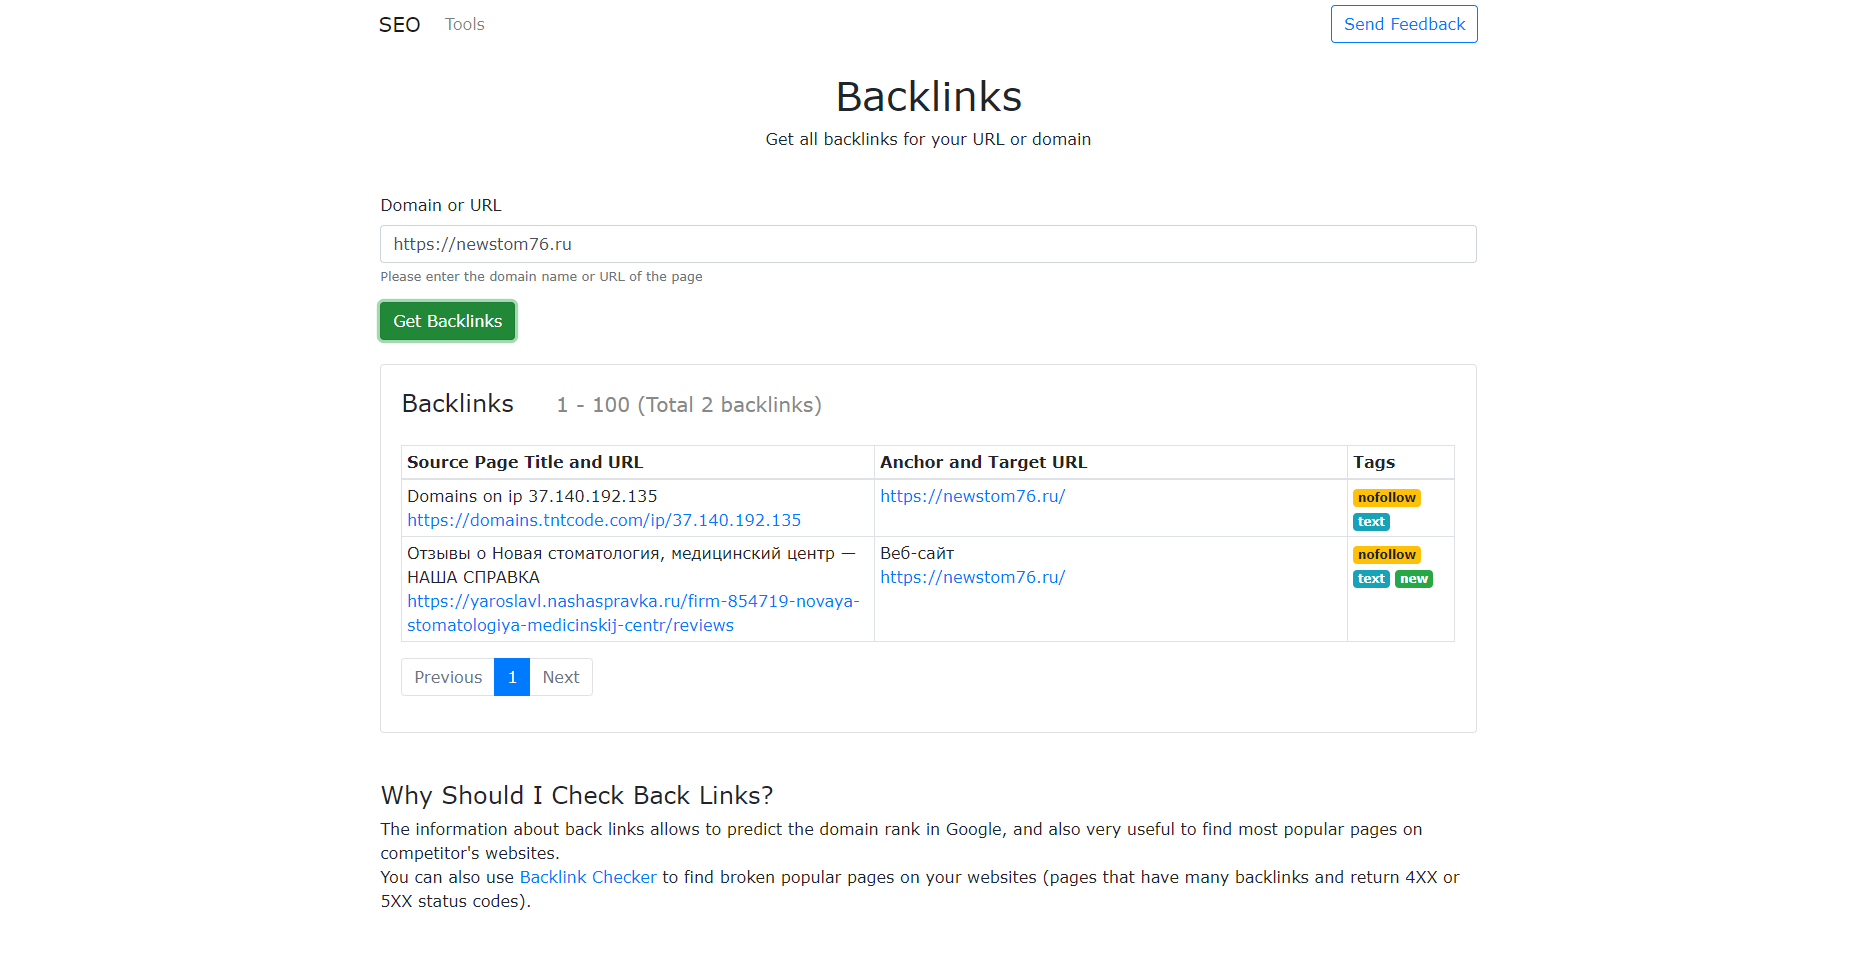 SEO Tools Send Feedback
Backlinks
Get all backlinks for your URL or domain
Domain or URL
https://newstom76.ru
Please enter the domain name or URL of the page
Get Backlinks
Backlinks 1 - 100 (Total 2 backlinks)
Source Page Title and URL Anchor and Target URL Tags
Domains on ip 37.140.192.135 https://newstom76.ru/ nofollow
https://domains.tntcode.com/ip/37.140.192.135 text
Отзывы о Новая стоматология, медицинский центр — Веб-сайт nofollow
НАША СПРАВКА https://newstom76.ru/ text new
https://yaroslavl.nashaspravka.ru/firm-854719-novaya-
stomatologiya-medicinskij-centr/reviews
Previous 1 Next
Why Should I Check Back Links?
The information about back links allows to predict the domain rank in Google, and also very useful to find most popular pages on
competitor's websites.
You can also use Backlink Checker to find broken popular pages on your websites (pages that have many backlinks and return 4XX or
5XX status codes).